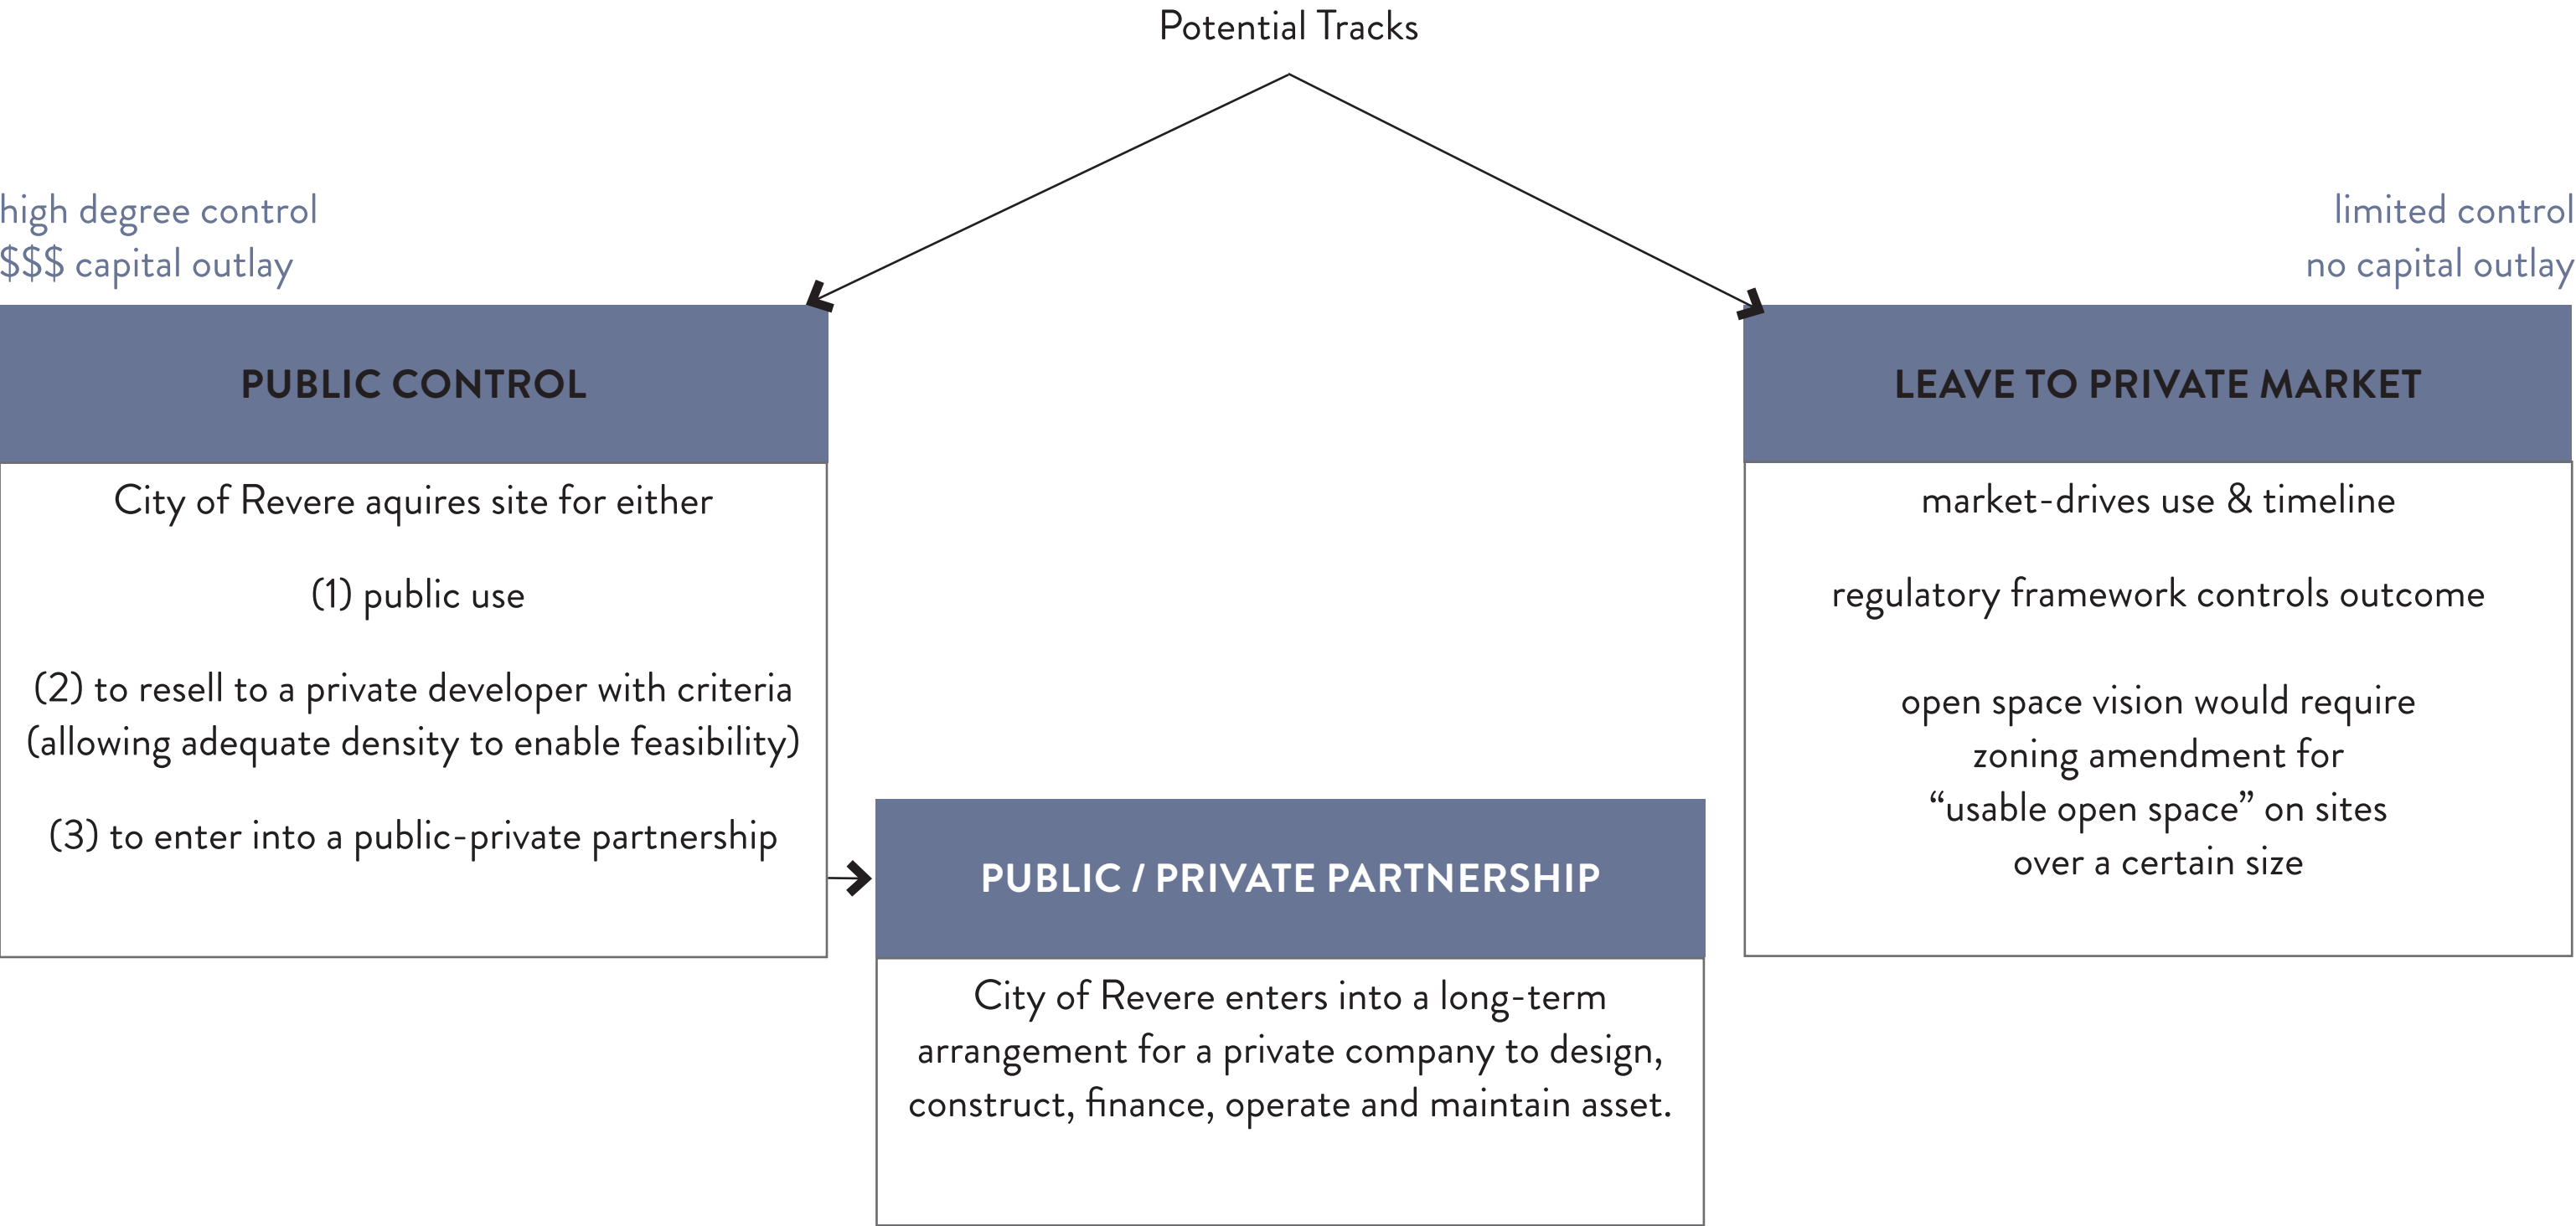 Potential Tracks
high degree control
$$$ capital outlay
PUBLIC CONTROL
City of Revere aquires site for either
(1) public use
(2) to resell to a private developer with criteria
(allowing adequate density to enable feasibility)
(3) to enter into a public-private partnership
PUBLIC / PRIVATE PARTNERSHIP
City of Revere enters into a long-term
arrangement for a private company to design,
construct, finance, operate and maintain asset.
limited control
no capital outlay
LEAVE TO PRIVATE MARKET
market-drives use & timeline
regulatory framework controls outcome
open space vision would require
zoning amendment for
“usable open space” on sites
over a certain size